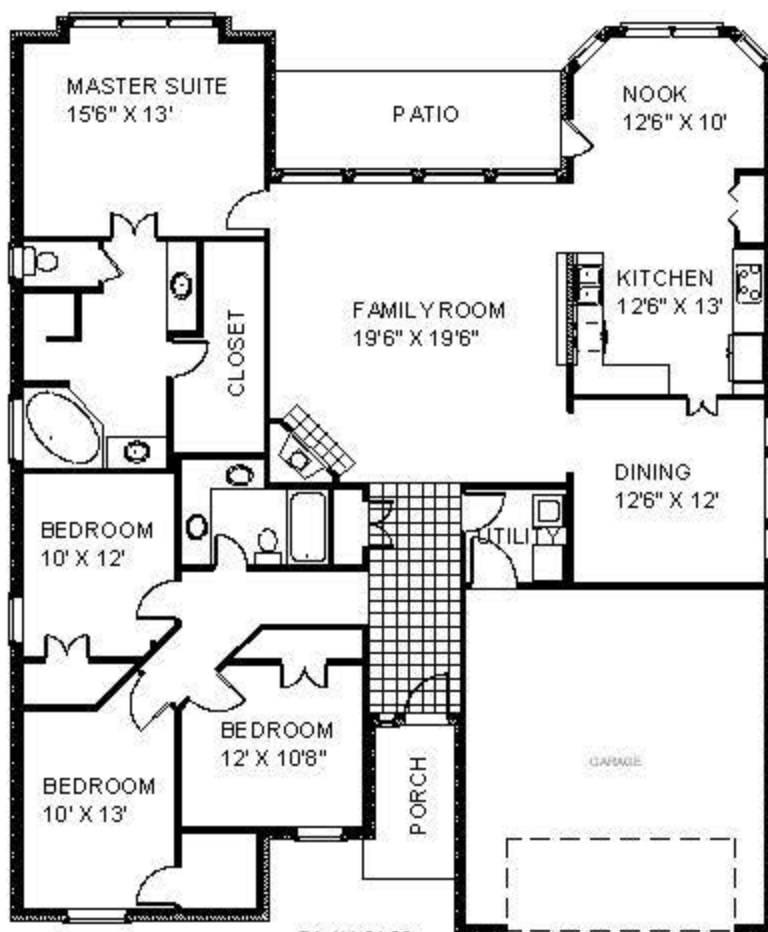 MASTER SUITE
15'6" X 13'
PATIO
NOOK
12'6" X 10'
KITCHEN
12'6" X 13'
FAMILY ROOM
19'6" X 19'6"
CLOSET
DINING
12'6" X 12'
BEDROOM
10' X 12'
UTILITY
BEDROOM
12' X 10'8"
BEDROOM
10' X 13'
PORCH
GARAGE